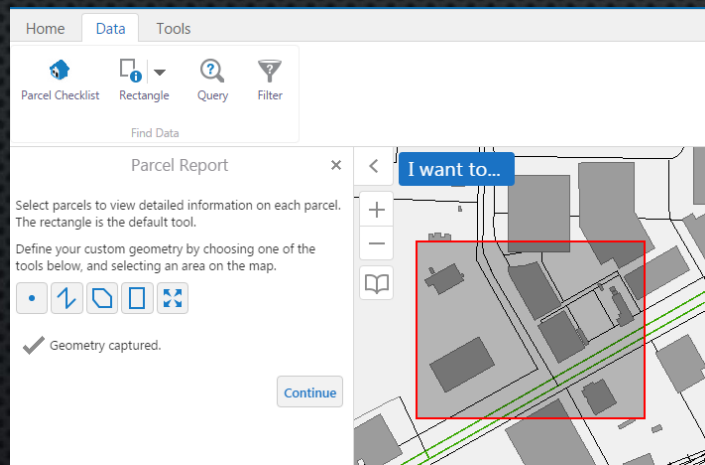 Home Data Tools
Parcel Checklist Rectangle Query Filter
Find Data
Parcel Report
I want to...
Select parcels to view detailed information on each parcel.
The rectangle is the default tool.
Define your custom geometry by choosing one of the
tools below, and selecting an area on the map.
Geometry captured.
Continue